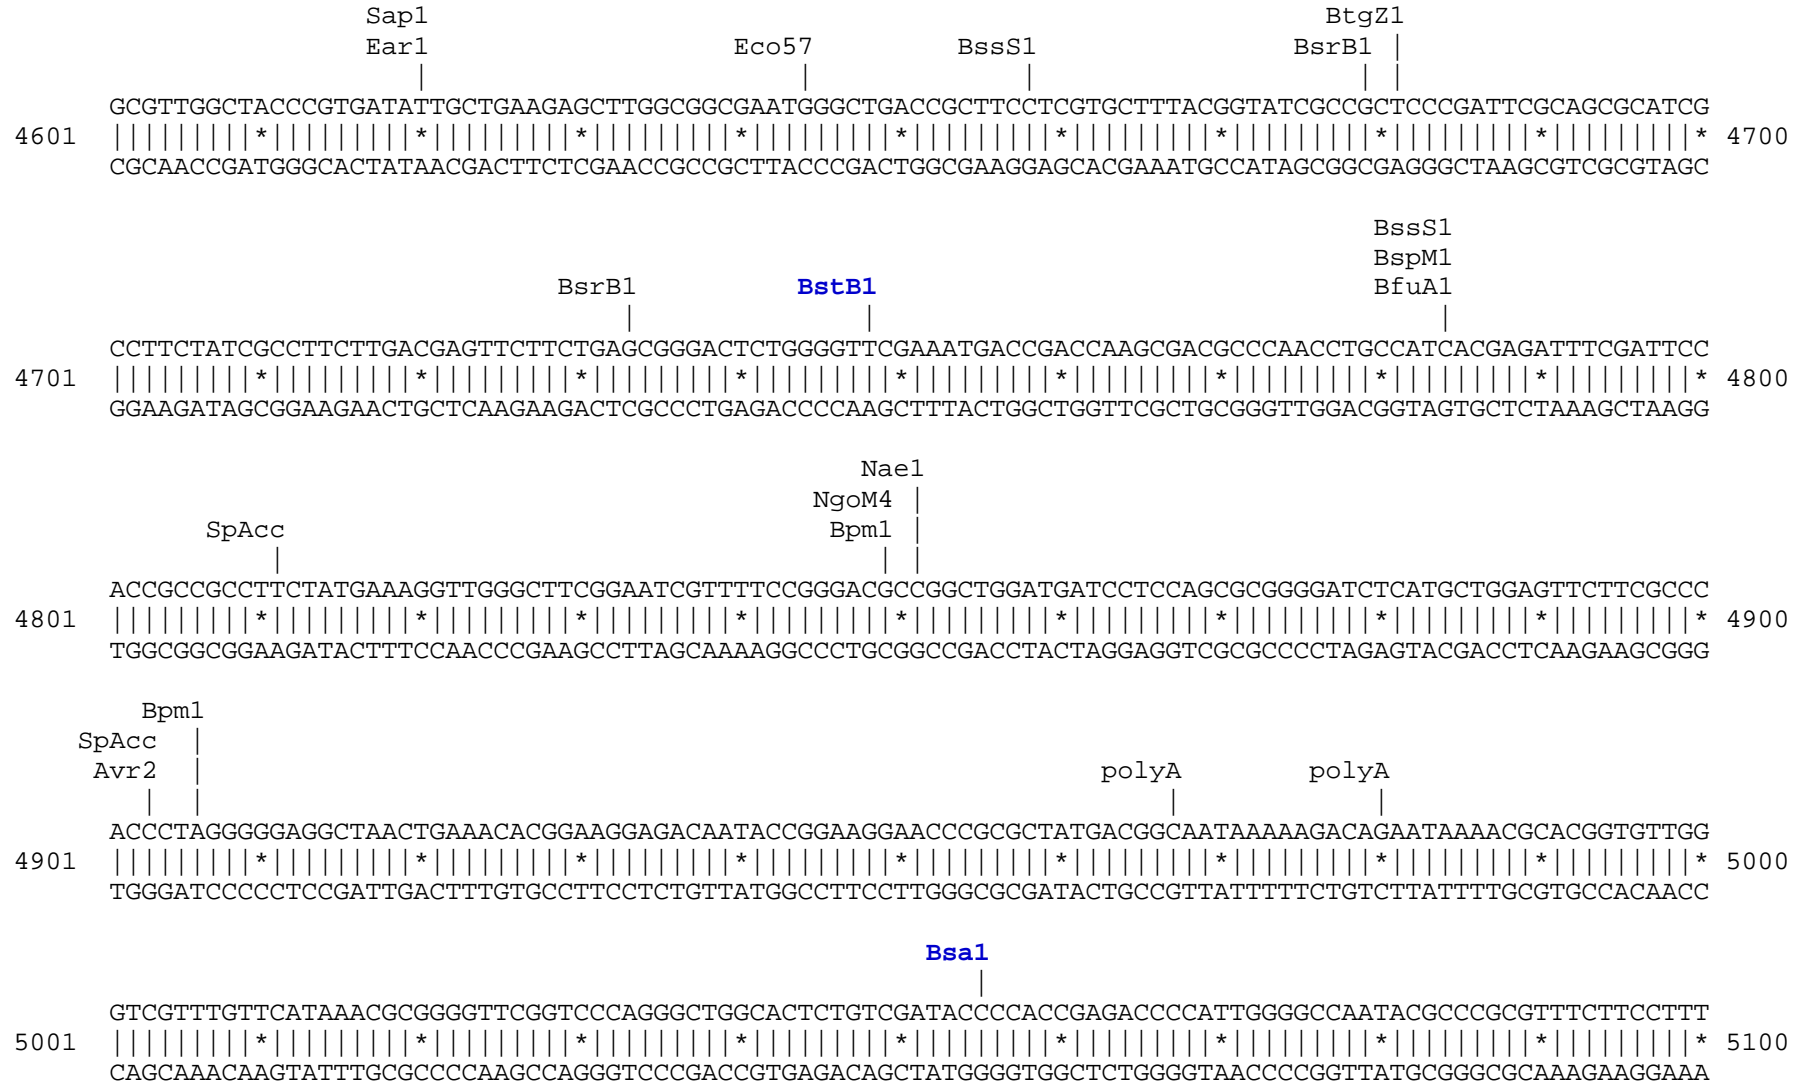 Sap1 BtgZ1
Ear1 Eco57 BssS1 BsrB1 |
| | | | |
GCGTTGGCTACCCGTGATATTGCTGAAGAGCTTGGCGGCGAATGGGCTGACCGCTTCCTCGTGCTTTACGGTATCGCCGCTCCCGATTCGCAGCGCATCG
4601 |||||||||*|||||||||*|||||||||*|||||||||*|||||||||*|||||||||*|||||||||*|||||||||*|||||||||*|||||||||* 4700
CGCAACCGATGGGCACTATAACGACTTCTCGAACCGCCGCTTACCCGACTGGCGAAGGAGCACGAAATGCCATAGCGGCGAGGGCTAAGCGTCGCGTAGC
BssS1
BspM1
BsrB1 BstB1 BfuA1
| | |
CCTTCTATCGCCTTCTTGACGAGTTCTTCTGAGCGGGACTCTGGGGTTCGAAATGACCGACCAAGCGACGCCCAACCTGCCATCACGAGATTTCGATTCC
4701 |||||||||*|||||||||*|||||||||*|||||||||*|||||||||*|||||||||*|||||||||*|||||||||*|||||||||*|||||||||* 4800
GGAAGATAGCGGAAGAACTGCTCAAGAAGACTCGCCCTGAGACCCCAAGCTTTACTGGCTGGTTCGCTGCGGGTTGGACGGTAGTGCTCTAAAGCTAAGG
Nae1
NgoM4 |
SpAcc Bpm1 |
| | |
ACCGCCGCCTTCTATGAAAGGTTGGGCTTCGGAATCGTTTTCCGGGACGCCGGCTGGATGATCCTCCAGCGCGGGGATCTCATGCTGGAGTTCTTCGCCC
4801 |||||||||*|||||||||*|||||||||*|||||||||*|||||||||*|||||||||*|||||||||*|||||||||*|||||||||*|||||||||* 4900
TGGCGGCGGAAGATACTTTCCAACCCGAAGCCTTAGCAAAAGGCCCTGCGGCCGACCTACTAGGAGGTCGCGCCCCTAGAGTACGACCTCAAGAAGCGGG
Bpm1
SpAcc |
Avr2 | polyA polyA
| | | |
ACCCTAGGGGGAGGCTAACTGAAACACGGAAGGAGACAATACCGGAAGGAACCCGCGCTATGACGGCAATAAAAAGACAGAATAAAACGCACGGTGTTGG
4901 |||||||||*|||||||||*|||||||||*|||||||||*|||||||||*|||||||||*|||||||||*|||||||||*|||||||||*|||||||||* 5000
TGGGATCCCCCTCCGATTGACTTTGTGCCTTCCTCTGTTATGGCCTTCCTTGGGCGCGATACTGCCGTTATTTTTCTGTCTTATTTTGCGTGCCACAACC
Bsa1
|
GTCGTTTGTTCATAAACGCGGGGTTCGGTCCCAGGGCTGGCACTCTGTCGATACCCCACCGAGACCCCATTGGGGCCAATACGCCCGCGTTTCTTCCTTT
5001 |||||||||*|||||||||*|||||||||*|||||||||*|||||||||*|||||||||*|||||||||*|||||||||*|||||||||*|||||||||* 5100
CAGCAAACAAGTATTTGCGCCCCAAGCCAGGGTCCCGACCGTGAGACAGCTATGGGGTGGCTCTGGGGTAACCCCGGTTATGCGGGCGCAAAGAAGGAAA